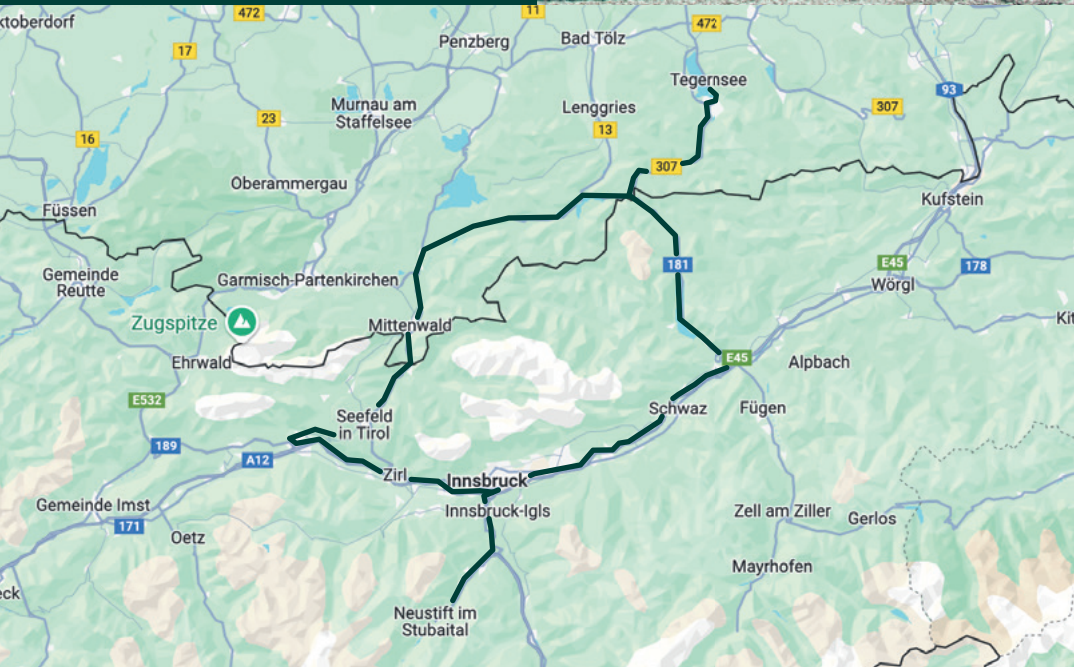 ktoberdorf
472
11
472
Penzberg
Bad Tölz
17
Tegernsee
93
Murnau am
Staffelsee
Lenggries
307
23
13
16
307
Oberammergau
Füssen
Kufstein
Gemeinde
Reutte
Garmisch-Partenkirchen
181
E45
178
Wörgl
Zugspitze
Mittenwald
Kit
Ehrwald
E45
Alpbach
E532
Seefeld
in Tirol
Schwaz
Fügen
189
A12
Zirl
Innsbruck
Gemeinde Imst
Innsbruck-Igls
Zell am Ziller
Gerlos
171
Oetz
Mayrhofen
eck
Neustift im
Stubaital